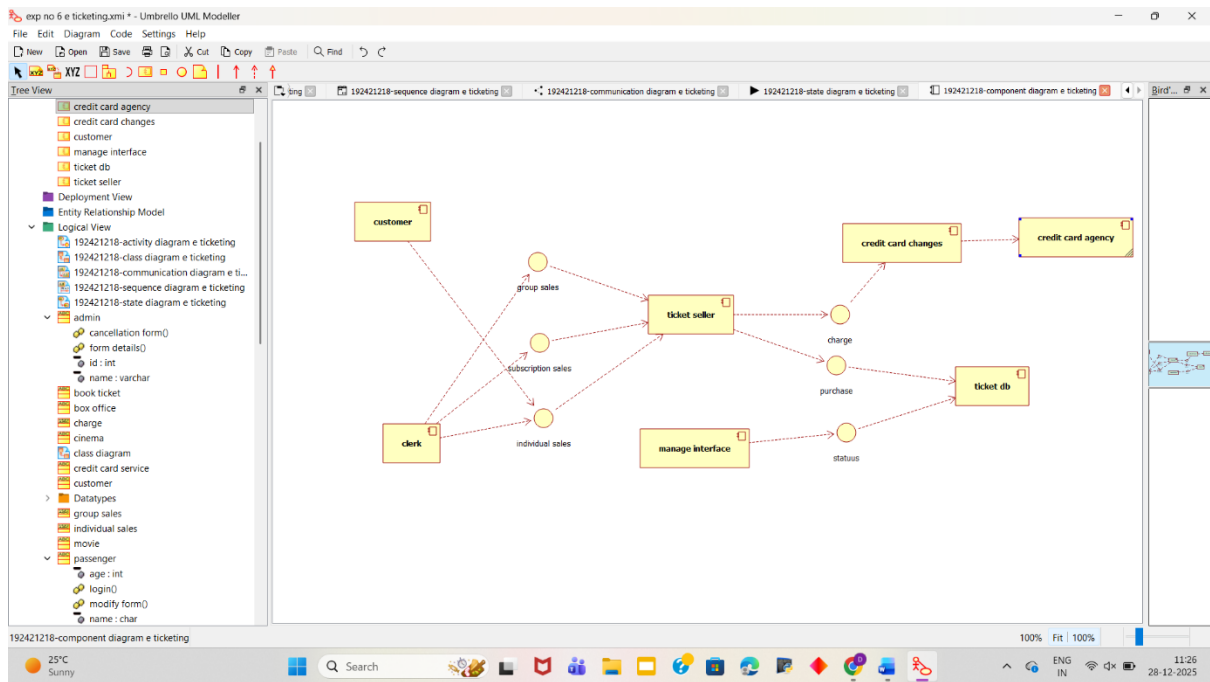 exp no 6 e ticketing.xmi * - Umbrello UML Modeller
File Edit Diagram Code Settings Help
New Open Save Cut Copy Paste Find
XYZ XYZ
Tree View
ting 192421218-sequence diagram e ticketing 192421218-communication diagram e ticketing 192421218-state diagram e ticketing 192421218-component diagram e ticketing
Bird'...
credit card agency
credit card changes
customer
manage interface
ticket db
ticket seller
Deployment View
Entity Relationship Model
Logical View
192421218-activity diagram e ticketing
192421218-class diagram e ticketing
192421218-communication diagram e ti...
192421218-sequence diagram e ticketing
192421218-state diagram e ticketing
admin
cancellation form()
form details()
id : int
name : varchar
book ticket
box office
charge
cinema
class diagram
credit card service
customer
Datatypes
group sales
individual sales
movie
passenger
age : int
login()
modify form()
name : char
customer
credit card changes
credit card agency
group sales
ticket seller
charge
subscription sales
purchase
ticket db
clerk
individual sales
manage interface
statuus
192421218-component diagram e ticketing
100% Fit 100%
25°C
Sunny
Search
ENG
IN
11:26
28-12-2025